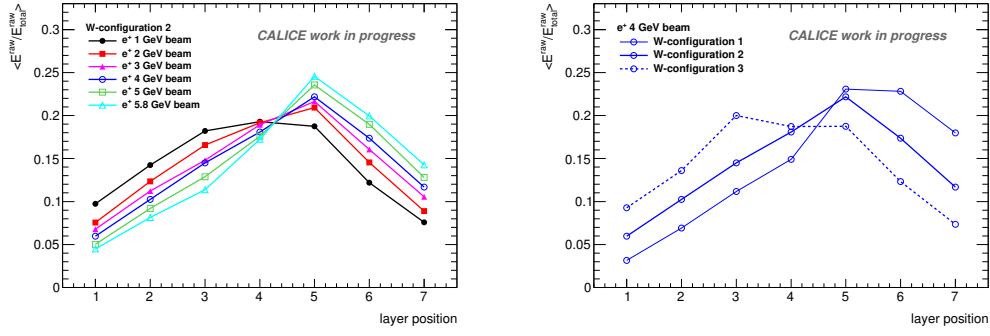 <E^raw/E^raw_total>
0.3
0.25
0.2
0.15
0.1
0.05
0
W-configuration 2
e+ 1 GeV beam
e+ 2 GeV beam
e+ 3 GeV beam
e+ 4 GeV beam
e+ 5 GeV beam
e+ 5.8 GeV beam
CALICE work in progress
1 2 3 4 5 6 7
layer position
<E^raw/E^raw_total>
0.3
0.25
0.2
0.15
0.1
0.05
0
e+ 4 GeV beam
W-configuration 1
W-configuration 2
W-configuration 3
CALICE work in progress
1 2 3 4 5 6 7
layer position